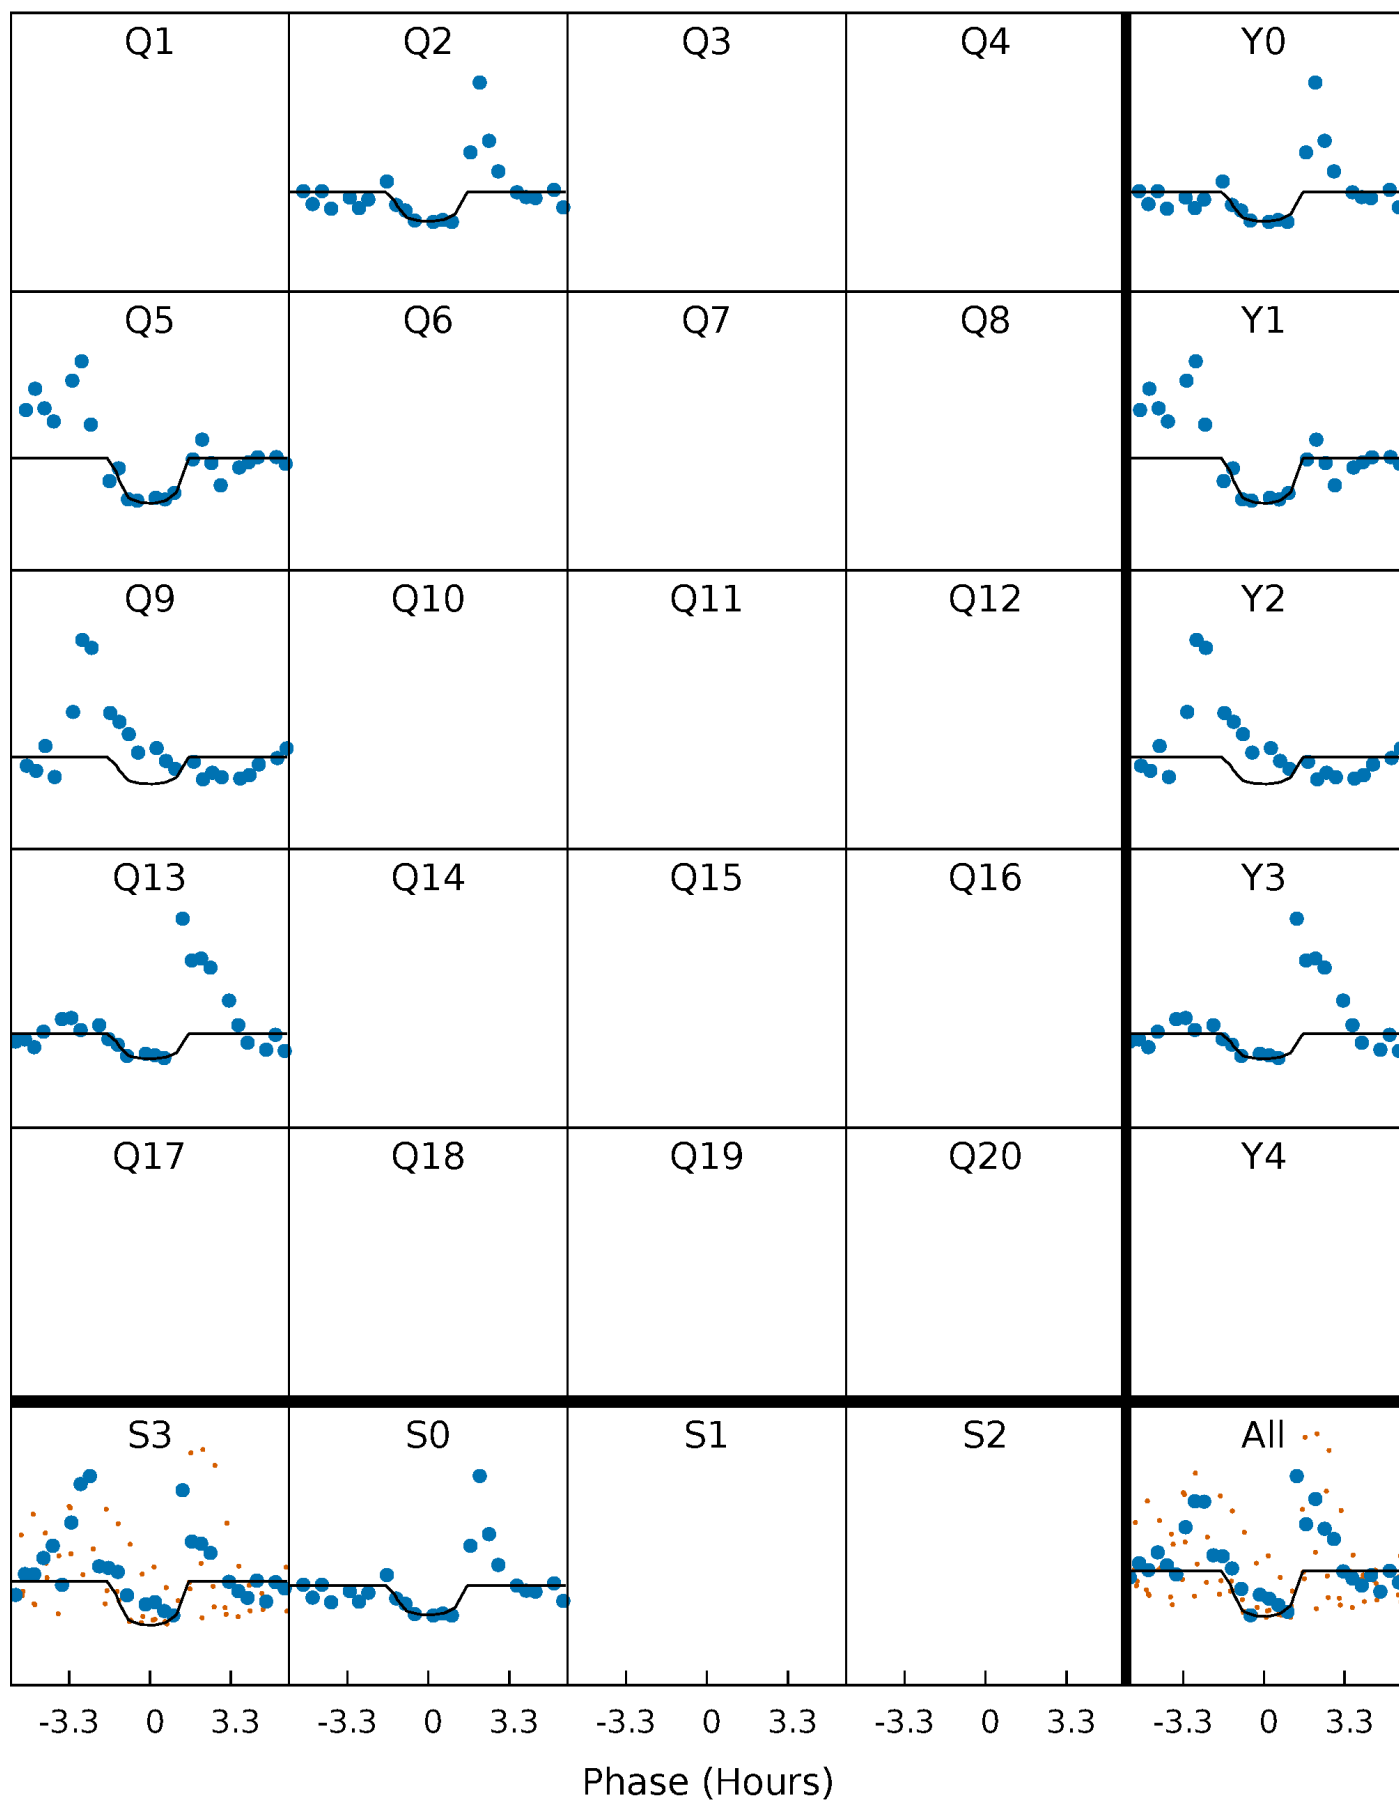 Q1 Q2 Q3 Q4 Y0
Q5 Q6 Q7 Q8 Y1
Q9 Q10 Q11 Q12 Y2
Q13 Q14 Q15 Q16 Y3
Q17 Q18 Q19 Q20 Y4
S3 S0 S1 S2 All
-3.3 0 3.3 -3.3 0 3.3 -3.3 0 3.3 -3.3 0 3.3 -3.3 0 3.3
Phase (Hours)